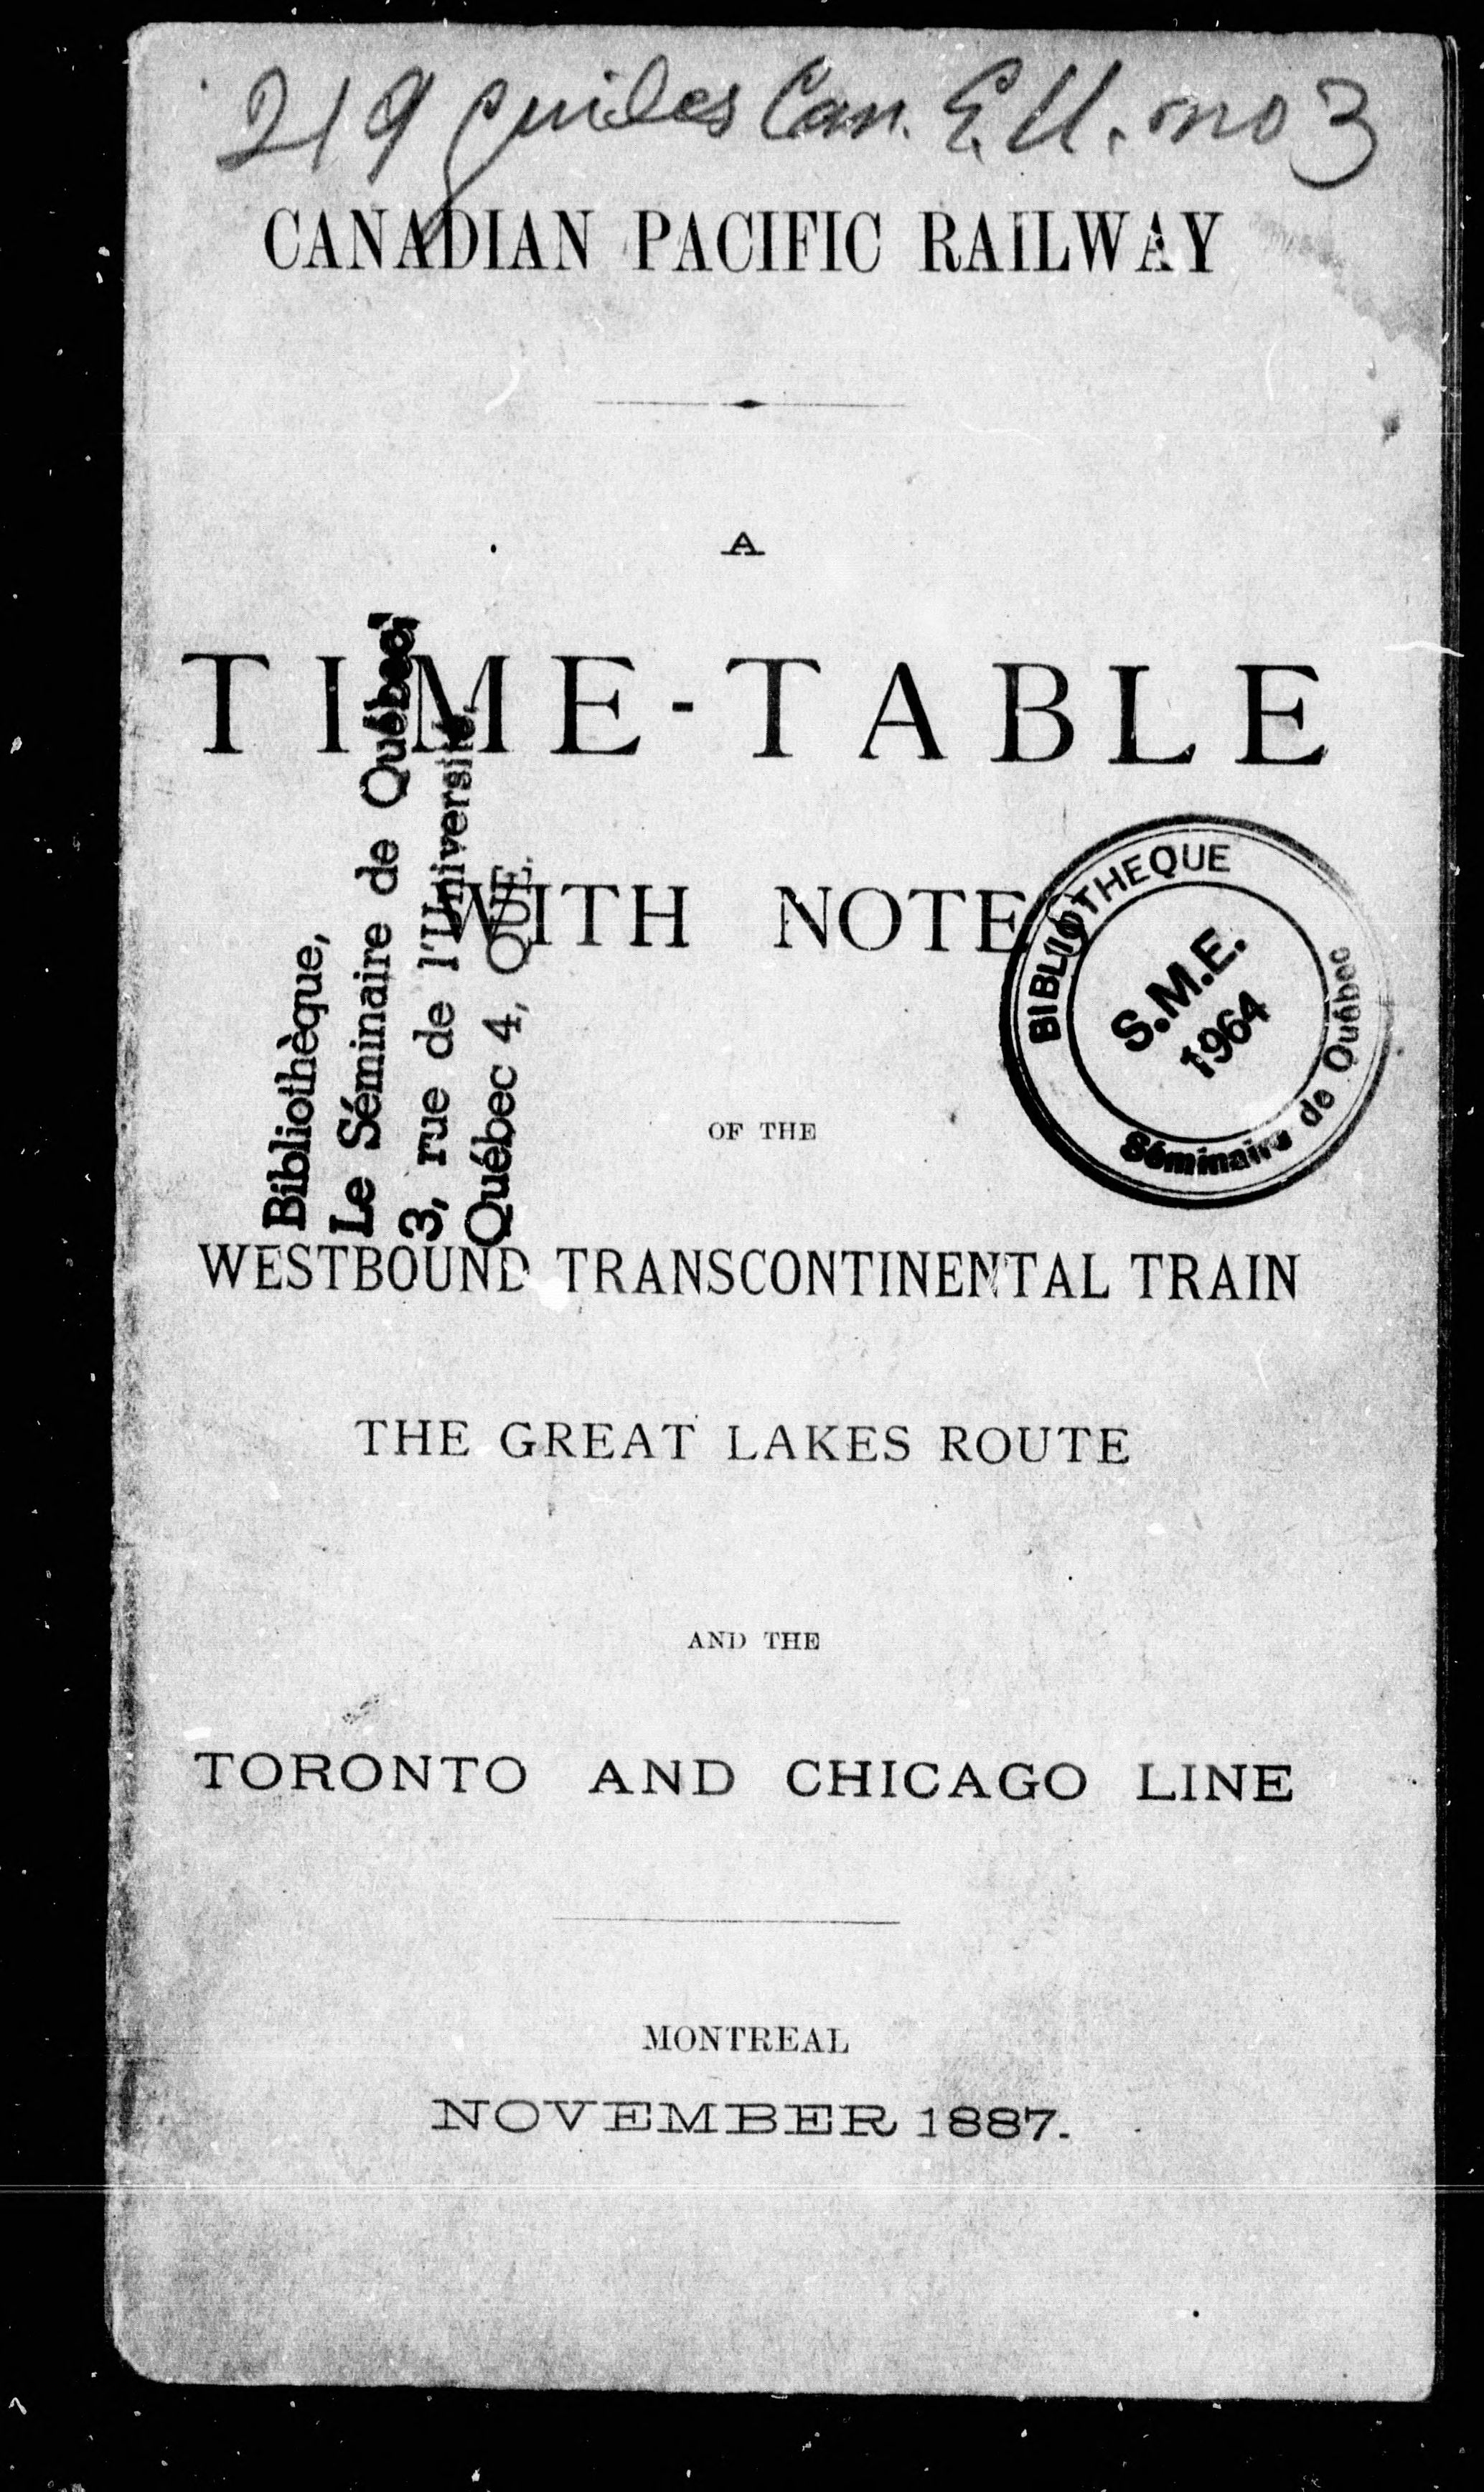 219 Guides Can. E.U. no 3
CANADIAN PACIFIC RAILWAY
A
TIME-TABLE
WITH NOTE
OF THE
WESTBOUND TRANSCONTINENTAL TRAIN
THE GREAT LAKES ROUTE
AND THE
TORONTO AND CHICAGO LINE
MONTREAL
NOVEMBER 1887.
Bibliothèque,
Le Séminaire de Québec,
3, rue de l'Université,
Québec 4, QUE.
BIBLIOTHEQUE
S.M.E.
1964
Séminaire de Québec